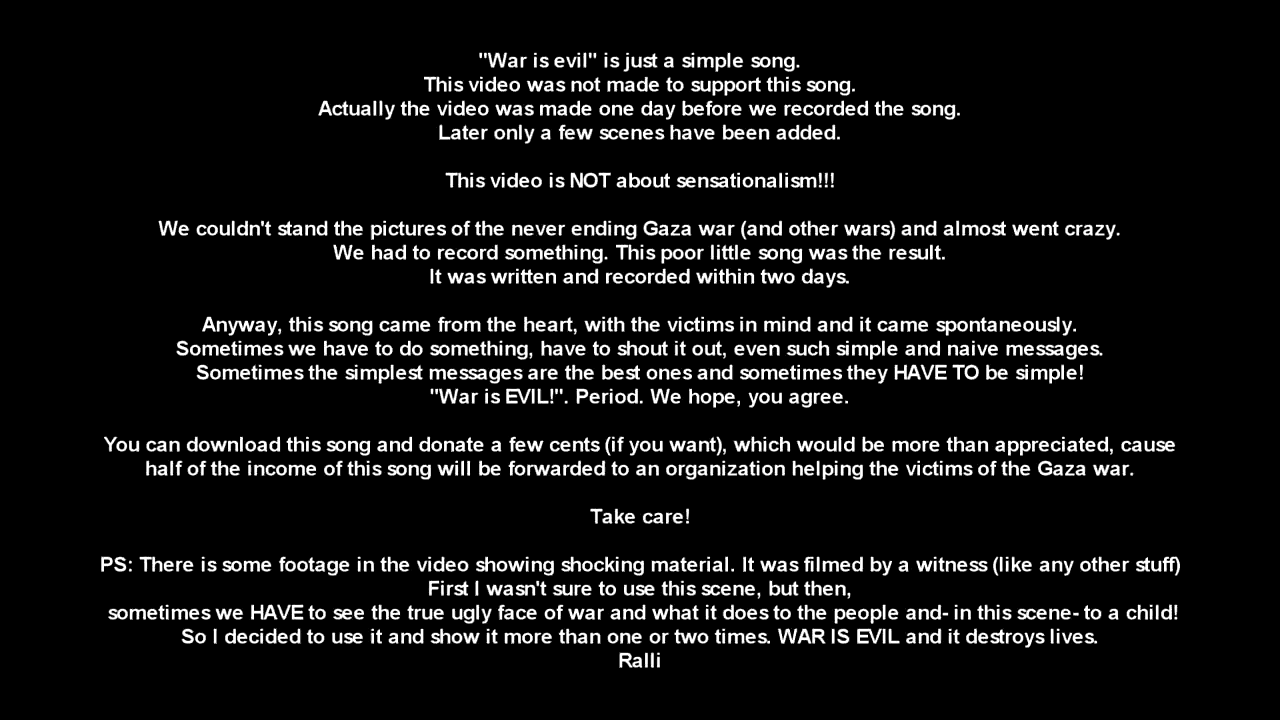 "War is evil" is just a simple song.
This video was not made to support this song.
Actually the video was made one day before we recorded the song.
Later only a few scenes have been added.
This video is NOT about sensationalism!!!
We couldn't stand the pictures of the never ending Gaza war (and other wars) and almost went crazy.
We had to record something. This poor little song was the result.
It was written and recorded within two days.
Anyway, this song came from the heart, with the victims in mind and it came spontaneously.
Sometimes we have to do something, have to shout it out, even such simple and naive messages.
Sometimes the simplest messages are the best ones and sometimes they HAVE TO be simple!
"War is EVIL!". Period. We hope, you agree.
You can download this song and donate a few cents (if you want), which would be more than appreciated, cause
half of the income of this song will be forwarded to an organization helping the victims of the Gaza war.
Take care!
PS: There is some footage in the video showing shocking material. It was filmed by a witness (like any other stuff)
First I wasn't sure to use this scene, but then,
sometimes we HAVE to see the true ugly face of war and what it does to the people and- in this scene- to a child!
So I decided to use it and show it more than one or two times. WAR IS EVIL and it destroys lives.
Ralli